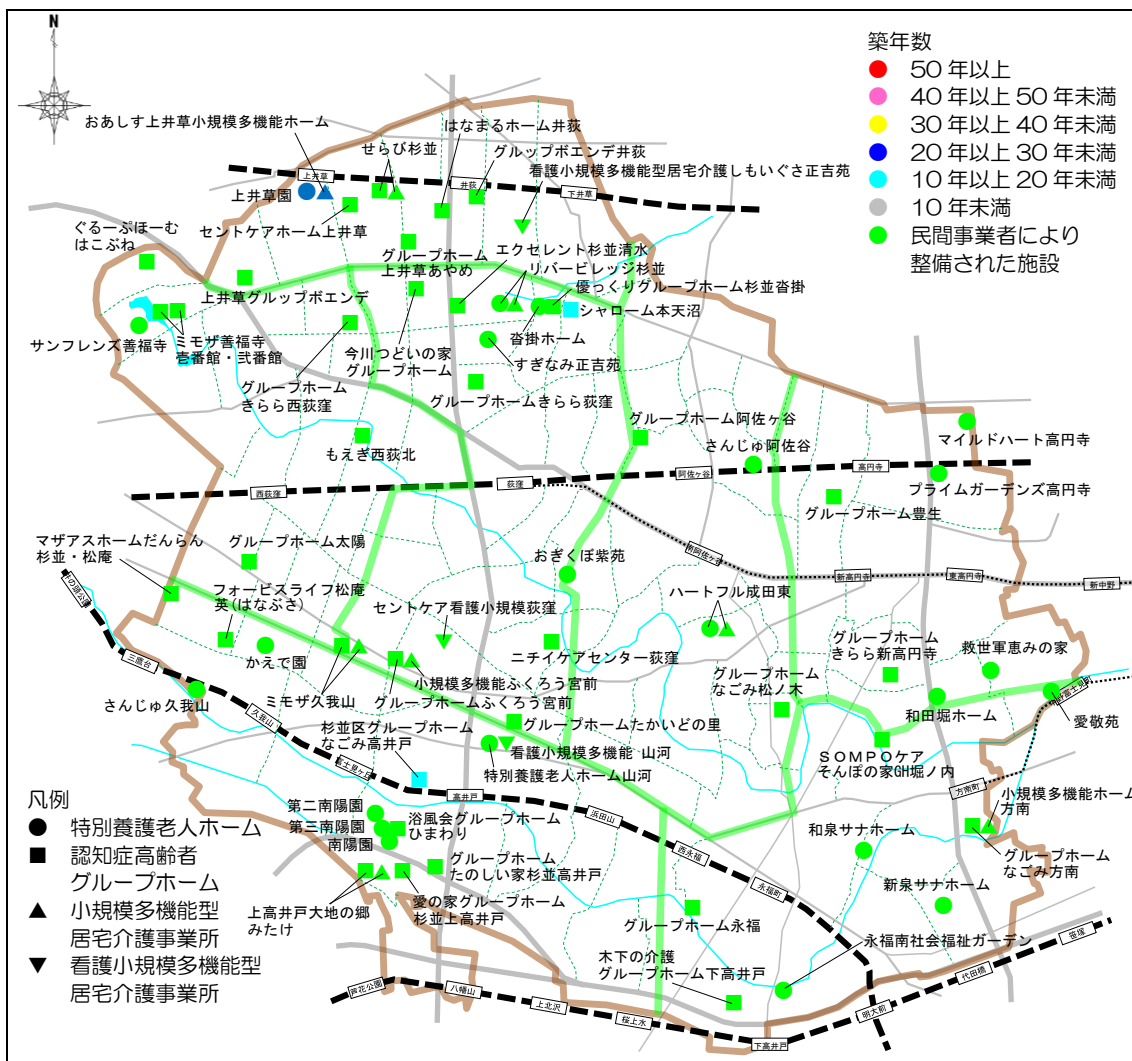 N
築年数
50年以上
40年以上50年未満
30年以上40年未満
20年以上30年未満
10年以上20年未満
10年未満
民間事業者により
整備された施設
おあしす上井草小規模多機能ホーム
はなまるホーム井荻
せらび杉並
グループボエンデ井荻
看護小規模多機能型居宅介護しもいぐさ正吉苑
上井草
井荻
下井草
上井草園
セントケアホーム上井草
ぐるーぷほーむ
はこぶね
グループホーム
上井草あやめ
エクセレント杉並清水
リバービレッジ杉並
優っくりグループホーム杉並沓掛
上井草グループボエンデ
シャローム本天沼
サンフレンズ善福寺
ミモザ善福寺
壱番館・弐番館
今川つどいの家
グループホーム
沓掛ホーム
すぎなみ正吉苑
グループホーム
きらら西荻窪
グループホームきらら荻窪
グループホーム阿佐ヶ谷
もえぎ西荻北
さんじゅ阿佐谷
マイルドハート高円寺
西荻窪
荻窪
阿佐ヶ谷
高円寺
プライムガーデンズ高円寺
グループホーム豊生
マザアスホームだんらん
杉並・松庵
グループホーム太陽
おぎくぼ紫苑
南阿佐ヶ谷
新高円寺
東高円寺
新中野
井の頭公園
フォービスライフ松庵
英(はなぶさ)
セントケア看護小規模荻窪
ハートフル成田東
三鷹台
かえで園
ニチイケアセンター荻窪
グループホーム
きらら新高円寺
救世軍恵みの家
小規模多機能ふくろう宮前
グループホーム
なごみ松ノ木
さんじゅ久我山
ミモザ久我山
グループホームふくろう宮前
中野富士見町
久我山
杉並区グループホーム
なごみ高井戸
グループホームたかいどの里
和田堀ホーム
愛敬苑
看護小規模多機能 山河
SOMPOケア
そんぽの家GH堀ノ内
富士見ヶ丘
特別養護老人ホーム山河
高井戸
方南町
小規模多機能ホーム
方南
凡例
特別養護老人ホーム
認知症高齢者
グループホーム
小規模多機能型
居宅介護事業所
看護小規模多機能型
居宅介護事業所
第二南陽園
第三南陽園
南陽園
浴風会グループホーム
ひまわり
浜田山
西永福
和泉サナホーム
グループホーム
なごみ方南
グループホーム
たのしい家杉並高井戸
永福町
新泉サナホーム
上高井戸大地の郷
みたけ
愛の家グループホーム
杉並上高井戸
グループホーム永福
永福南社会福祉ガーデン
笹塚
木下の介護
グループホーム下高井戸
代田橋
芦花公園
八幡山
上北沢
桜上水
下高井戸
明大前